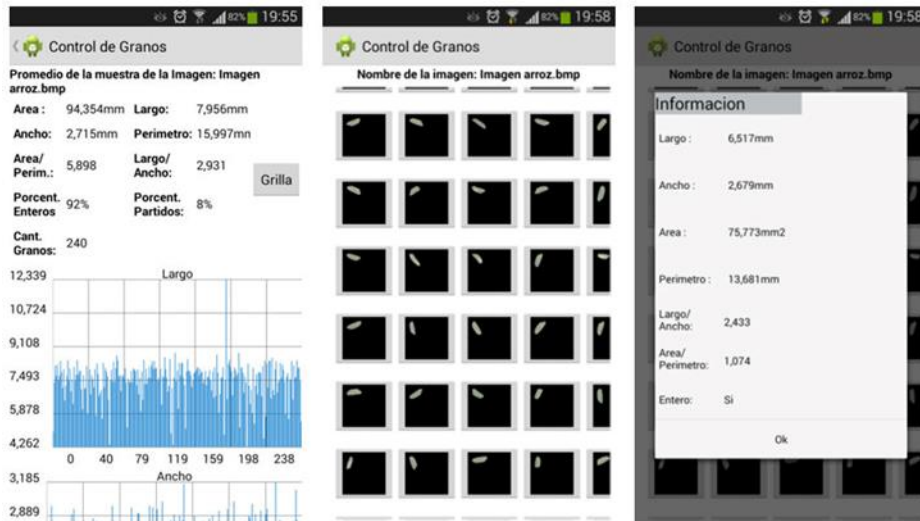 82% 19:55
Control de Granos
Promedio de la muestra de la Imagen: Imagen
arroz.bmp
Area : 94,354mm Largo: 7,956mm
Ancho: 2,715mm Perimetro: 15,997mn
Area/
Perim.: 5,898 Largo/
Ancho: 2,931
Grilla
Porcent.
Enteros 92% Porcent.
Partidos: 8%
Cant.
Granos: 240
Largo
12,339
10,724
9,108
7,493
5,878
4,262
0 40 79 119 159 198 238
Ancho
3,185
2,889
82% 19:58
Control de Granos
Nombre de la imagen: Imagen arroz.bmp
82% 19:58
Control de Granos
Nombre de la imagen: Imagen arroz.bmp
Informacion
Largo : 6,517mm
Ancho : 2,679mm
Area : 75,773mm2
Perimetro : 13,681mm
Largo/
Ancho: 2,433
Area/
Perimetro: 1,074
Entero: Si
Ok